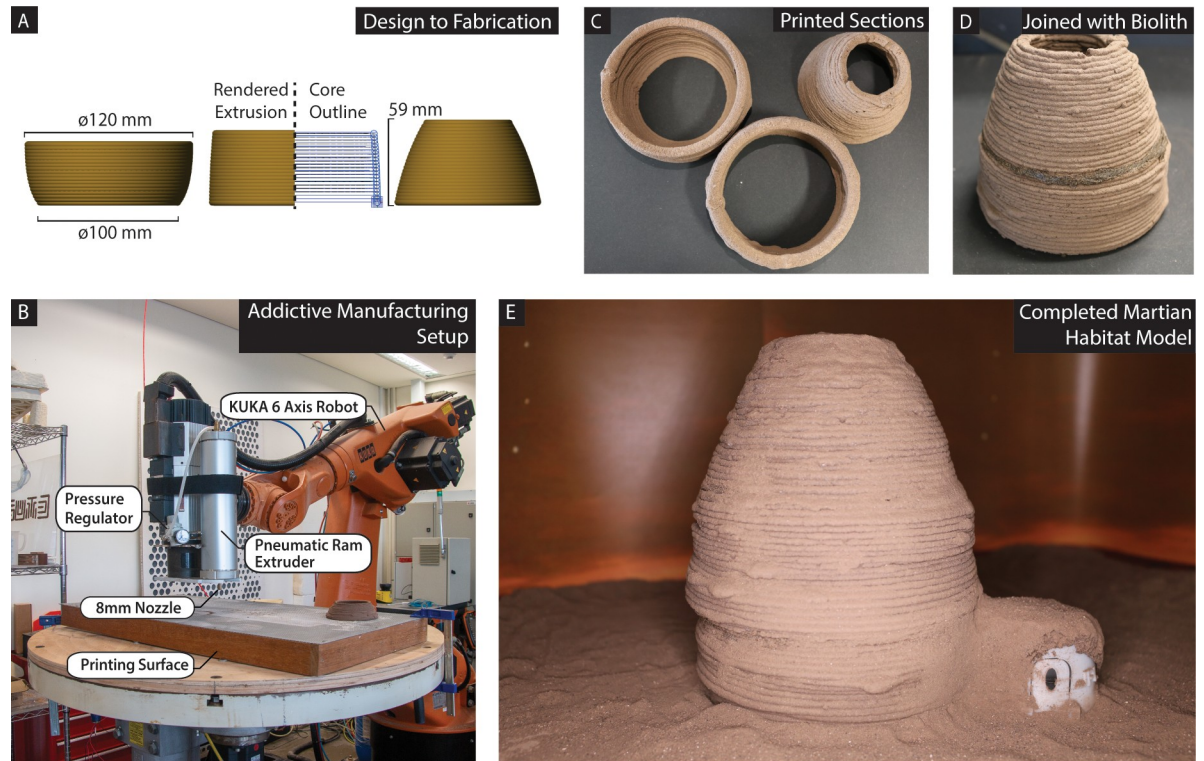 A
Design to Fabrication
Rendered
Extrusion
Core
Outline
ø120 mm
59 mm
ø100 mm
C
Printed Sections
D
Joined with Biolith
B
Addictive Manufacturing
Setup
KUKA 6 Axis Robot
Pressure
Regulator
Pneumatic Ram
Extruder
8mm Nozzle
Printing Surface
E
Completed Martian
Habitat Model